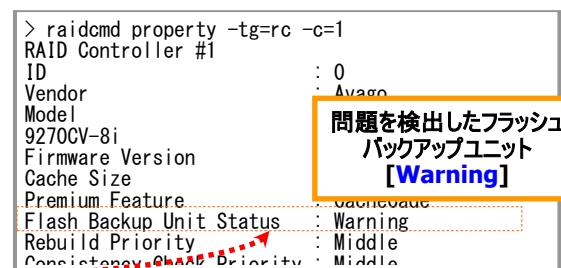 > raidcmd property -tg=rc -c=1
RAID Controller #1
ID : 0
Vendor : Avago
Model
9270CV-8i
Firmware Version
Cache Size
Premium Feature : CacheCade
Flash Backup Unit Status : Warning
Rebuild Priority : Middle
Consistency Check Priority : Middle
問題を検出したフラッシュ
バックアップユニット
[Warning]